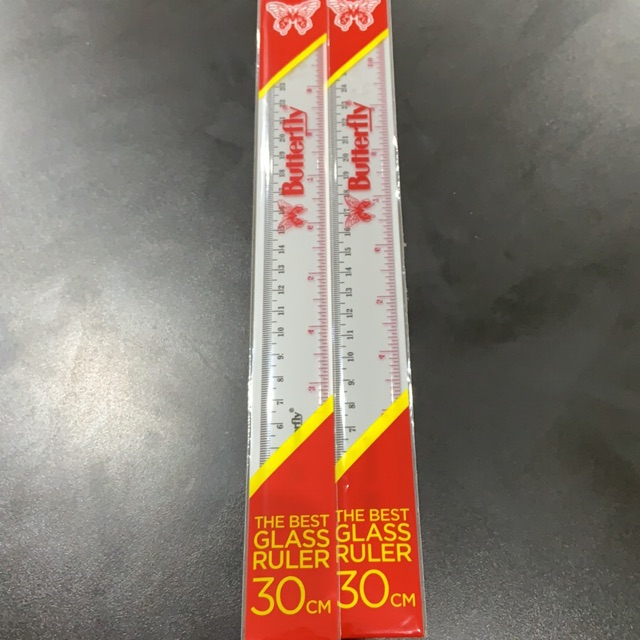 Butterfly
THE BEST
GLASS
RULER
30CM
Butterfly
THE BEST
GLASS
RULER
30CM